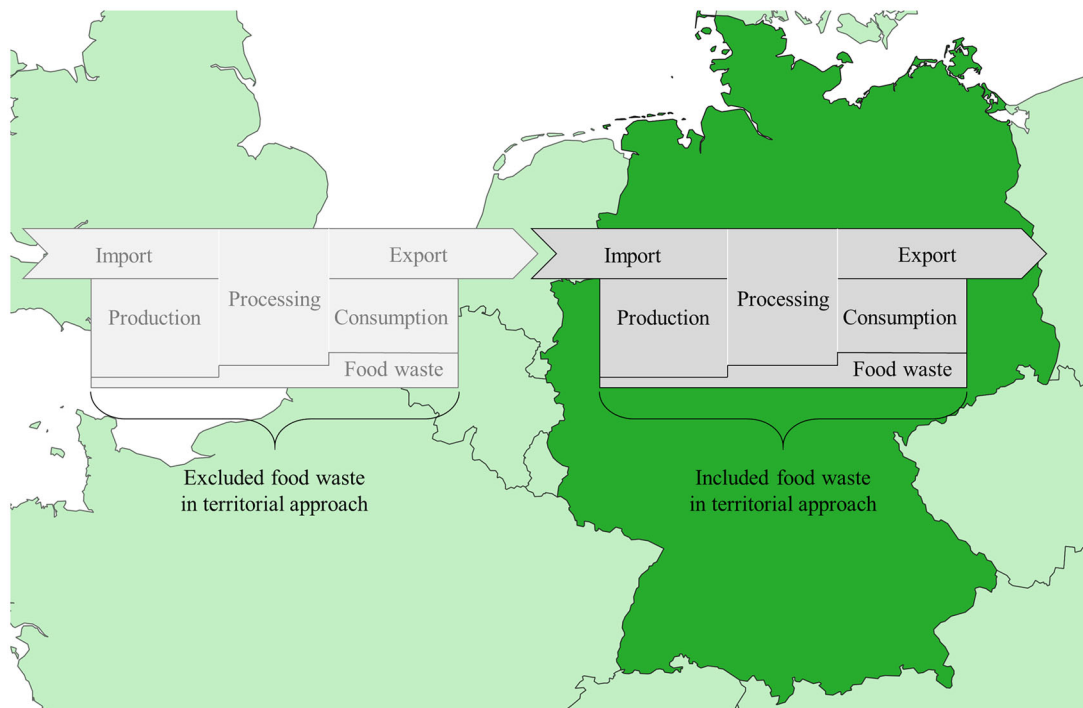 Import
Export
Processing
Production
Consumption
Food waste
Excluded food waste
in territorial approach
Import
Export
Processing
Production
Consumption
Food waste
Included food waste
in territorial approach